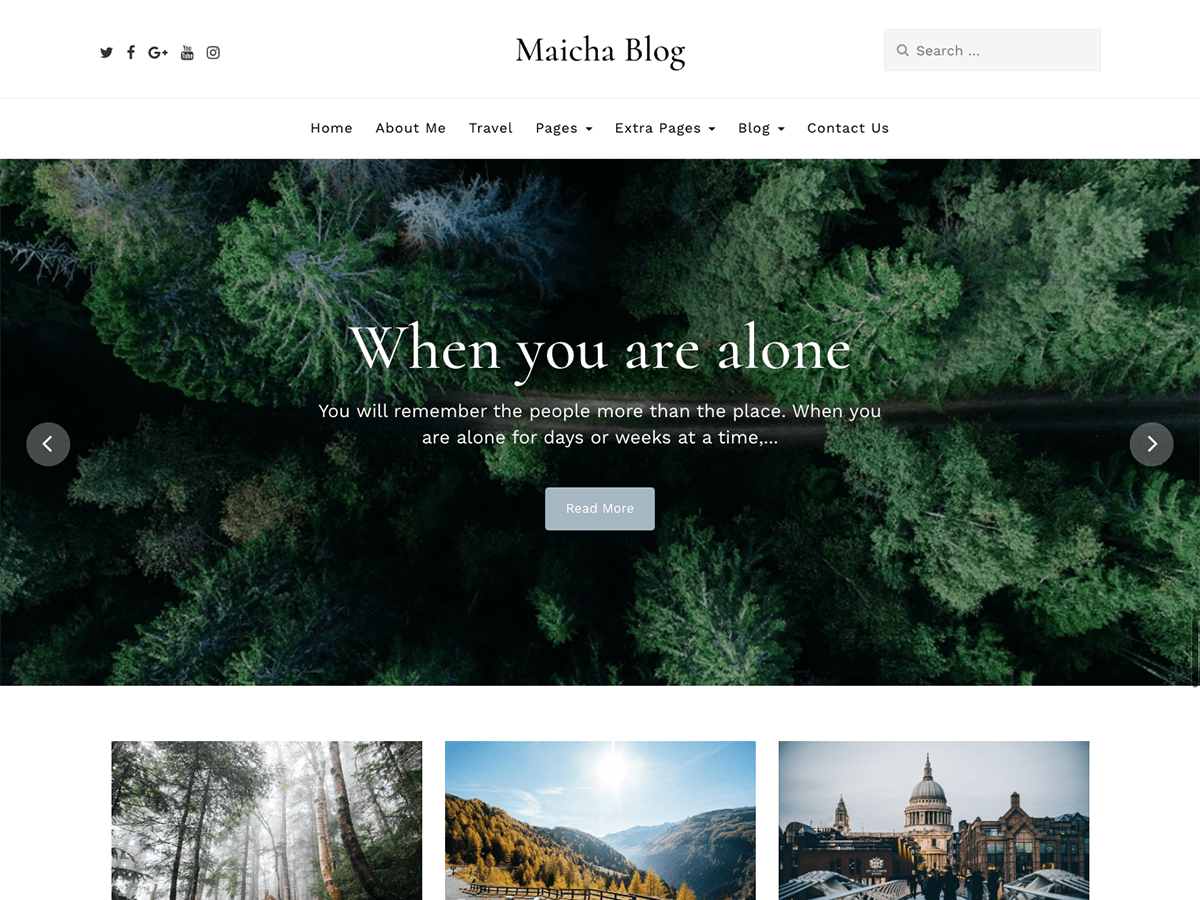 Maicha Blog
Search ...
Home About Me Travel Pages Extra Pages Blog Contact Us
When you are alone
You will remember the people more than the place. When you
are alone for days or weeks at a time,...
Read More